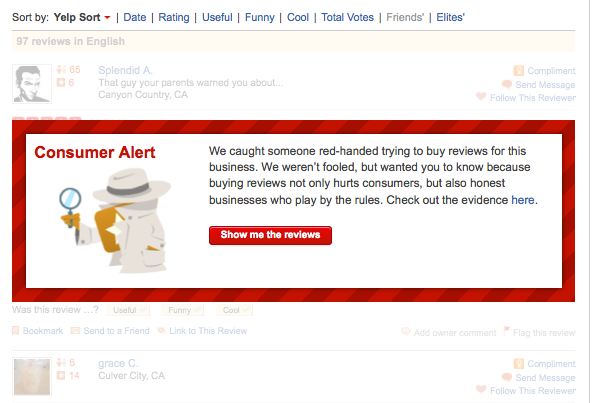 Sort by: Yelp Sort | Date | Rating | Useful | Funny | Cool | Total Votes | Friends' | Elites'
97 reviews in English
65 Splendid A. Compliment
6 That guy your parents warned you about... Send Message
Canyon Country, CA Follow This Reviewer
Consumer Alert
We caught someone red-handed trying to buy reviews for this
business. We weren't fooled, but wanted you to know because
buying reviews not only hurts consumers, but also honest
businesses who play by the rules. Check out the evidence here.
Show me the reviews
Was this review ...? Useful Funny Cool
Bookmark Send to a Friend Link to This Review Add owner comment Flag this review
6 grace C. Compliment
14 Culver City, CA Send Message
Follow This Reviewer